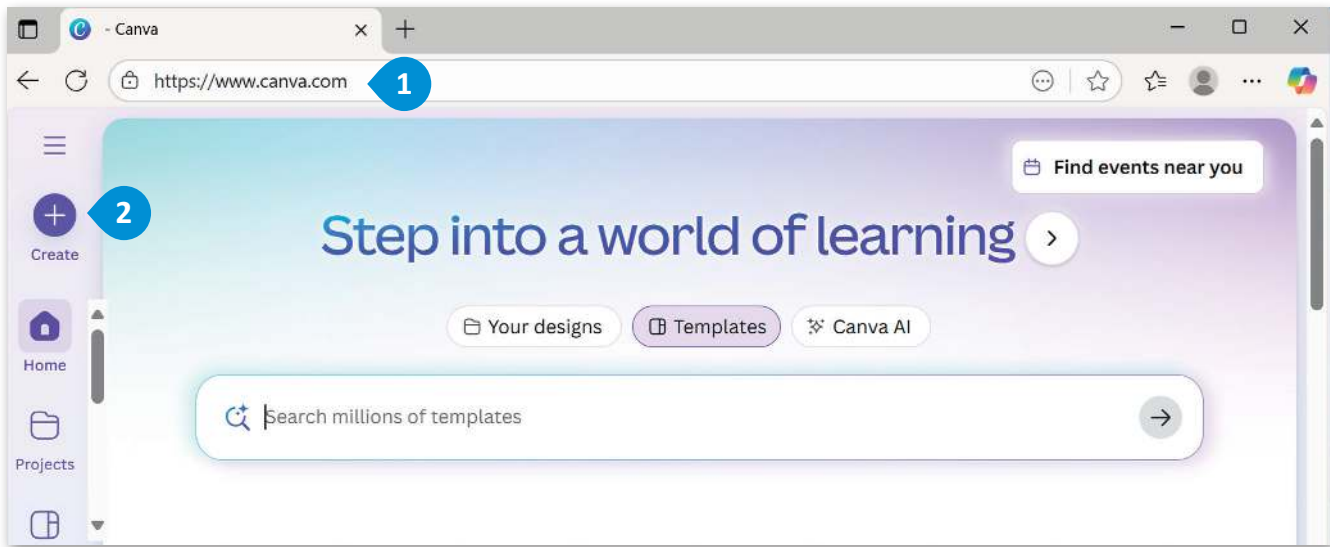 - Canva
https://www.canva.com
1
Find events near you
2
Create
Step into a world of learning
Your designs
Templates
Canva AI
Home
Search millions of templates
Projects